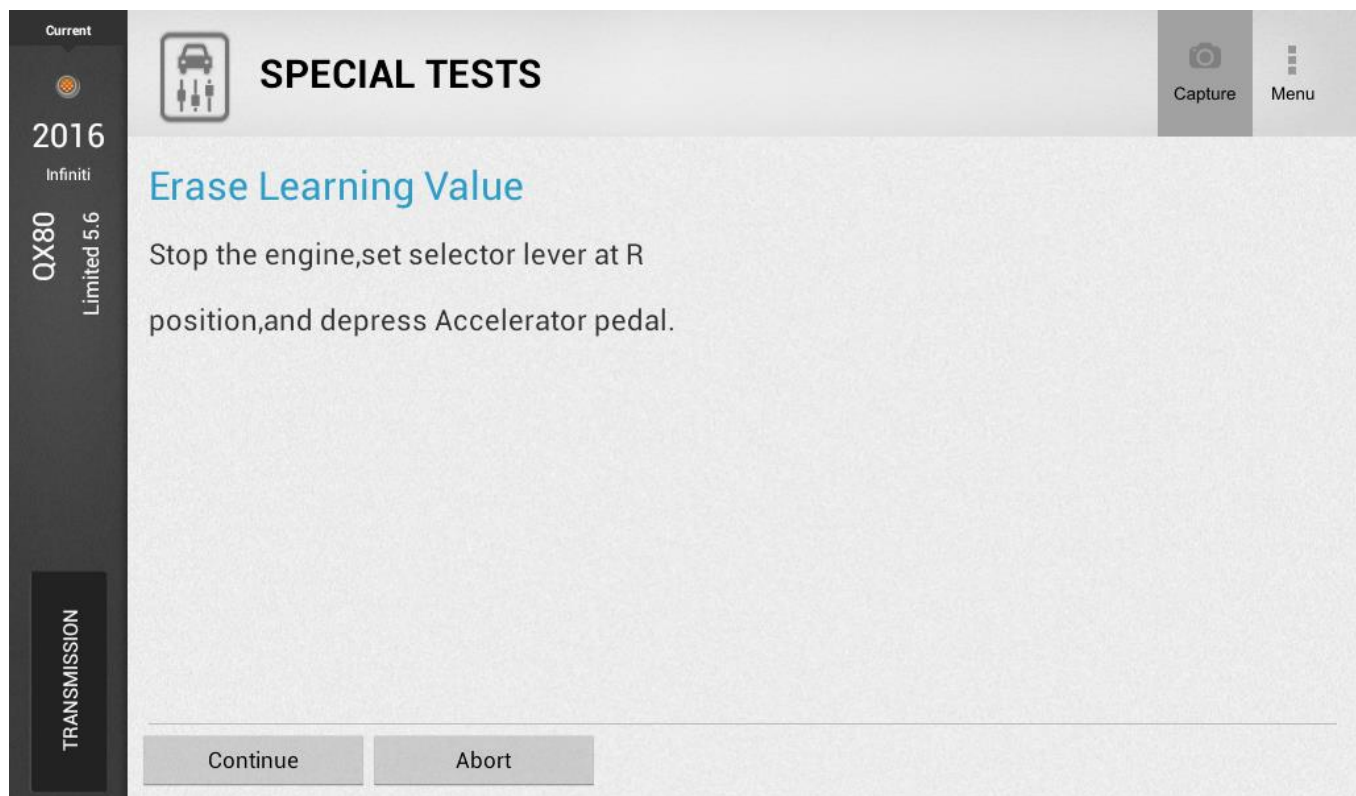 Current
2016
Infiniti
QX80
Limited 5.6
TRANSMISSION
SPECIAL TESTS
Capture
Menu
Erase Learning Value
Stop the engine,set selector lever at R
position,and depress Accelerator pedal.
Continue
Abort